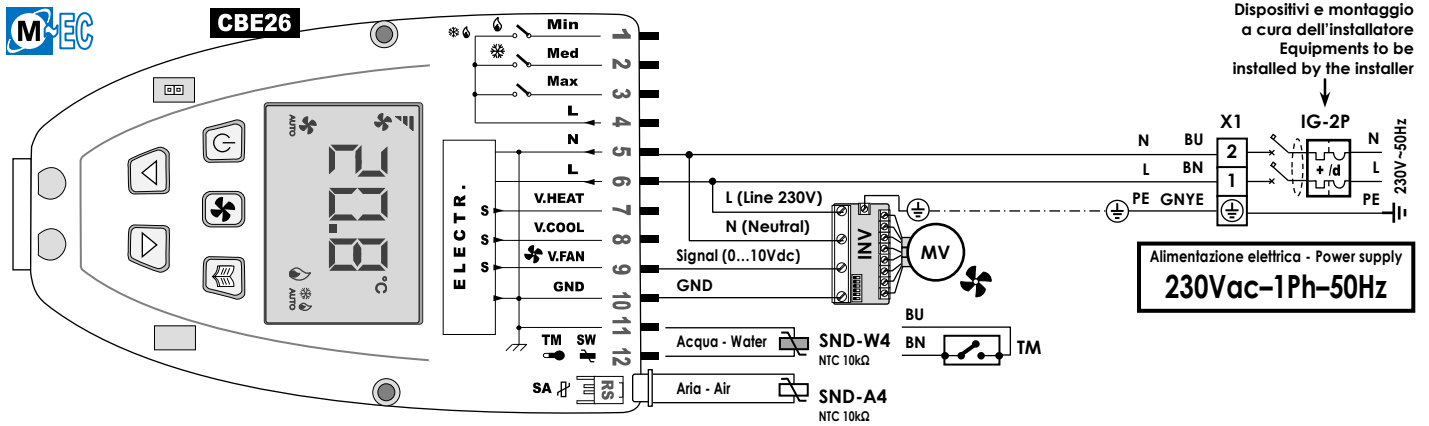 M EC
CBE26
Dispositivi e montaggio
a cura dell'installatore
Equipments to be
installed by the installer
Min
1
Med
2
Max
3
L
4
N
5
L
6
V.HEAT
S
7
V.COOL
S
8
V.FAN
S
9
GND
10
11
TM SW
12
SA
RS
ELECTR.
AUTO
20.8
°C
AUTO
L (Line 230V)
N (Neutral)
Signal (0...10Vdc)
GND
INV
MV
Acqua - Water
SND-W4
NTC 10kΩ
Aria - Air
SND-A4
NTC 10kΩ
BU
BN
TM
X1
IG-2P
N BU 2
L BN 1
PE GNYE
+ /d
N
L
PE
230V~50Hz
Alimentazione elettrica - Power supply
230Vac–1Ph–50Hz